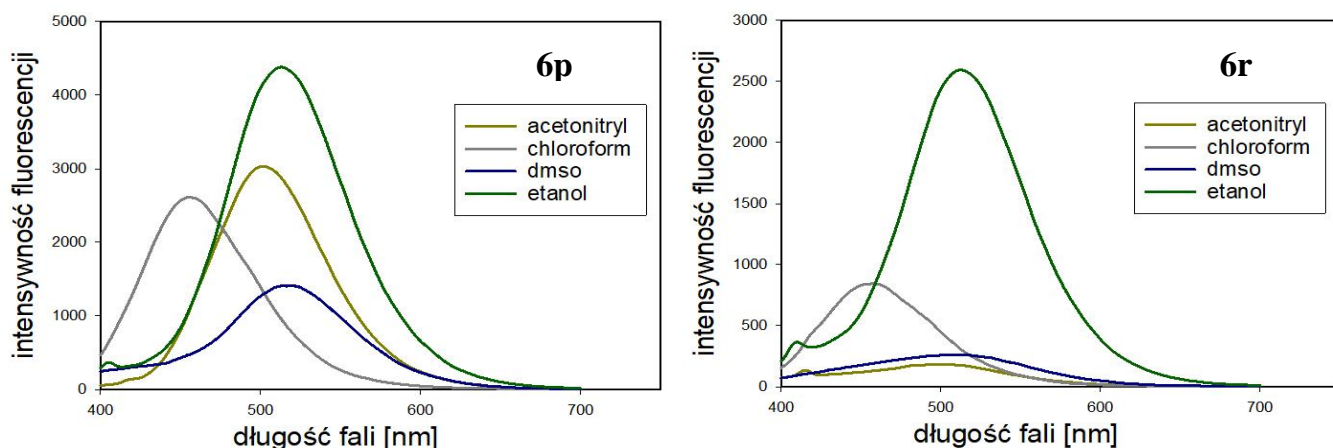 5000
4000
3000
2000
1000
0
400
500
600
700
intensywność fluorescencji
długość fali [nm]
6p
acetonitryl
chloroform
dmso
etanol
3000
2500
2000
1500
1000
500
0
400
500
600
700
intensywność fluorescencji
długość fali [nm]
6r
acetonitryl
chloroform
dmso
etanol